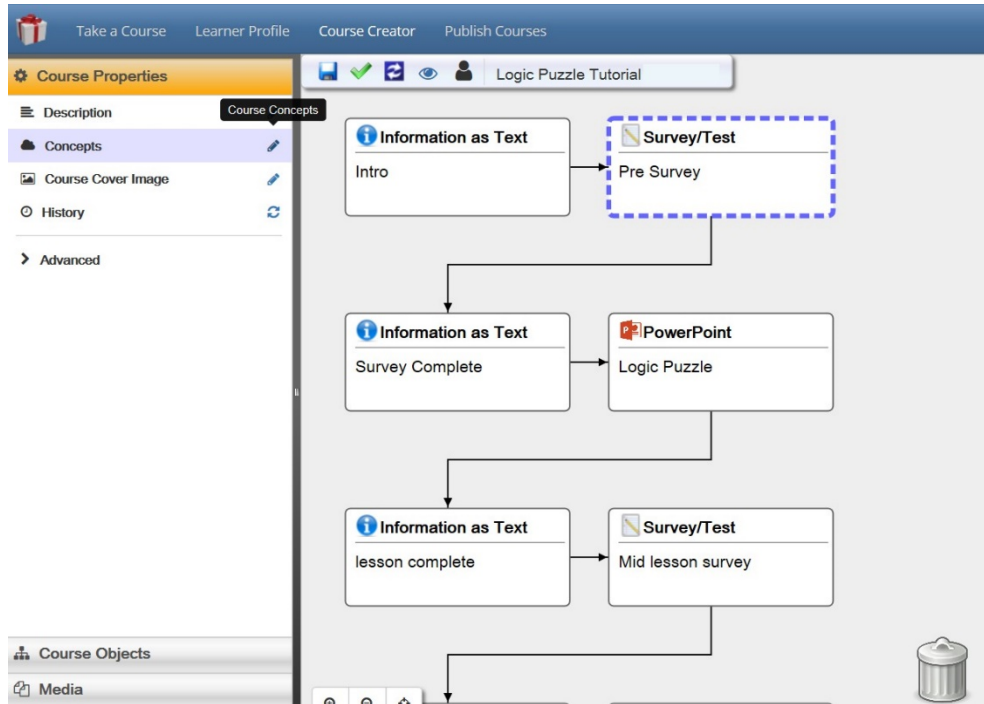 Take a Course Learner Profile Course Creator Publish Courses
Course Properties
Description
Course Concepts
Concepts
Course Cover Image
History
Advanced
Course Objects
Media
Logic Puzzle Tutorial
Information as Text
Intro
Survey/Test
Pre Survey
Information as Text
Survey Complete
PowerPoint
Logic Puzzle
Information as Text
lesson complete
Survey/Test
Mid lesson survey